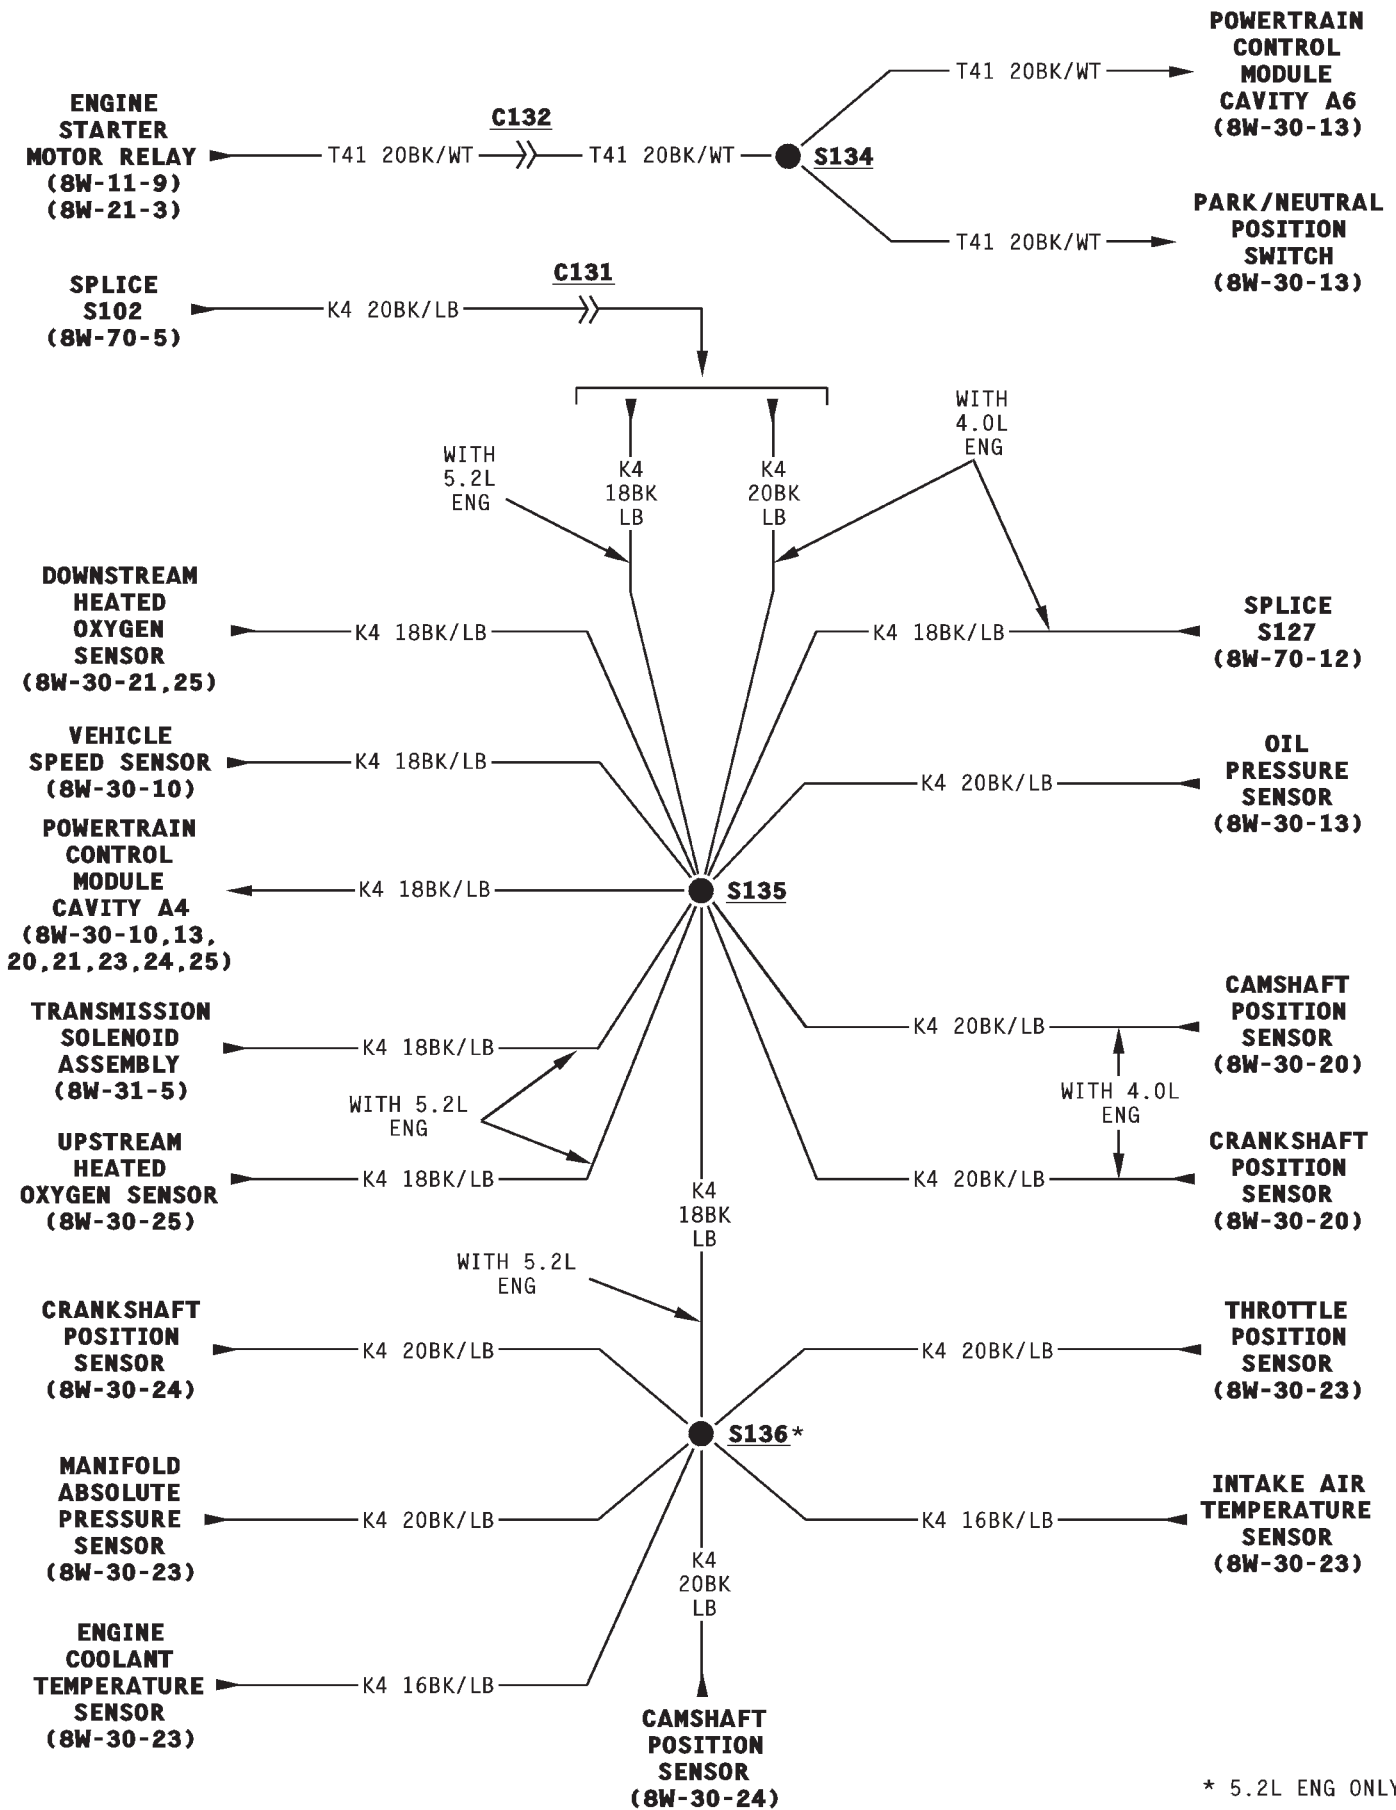 POWERTRAIN
CONTROL
MODULE
CAVITY A6
(8W-30-13)
T41 20BK/WT
ENGINE
STARTER
MOTOR RELAY
(8W-11-9)
(8W-21-3)
C132
T41 20BK/WT
T41 20BK/WT
S134
PARK/NEUTRAL
POSITION
SWITCH
(8W-30-13)
T41 20BK/WT
SPLICE
S102
(8W-70-5)
K4 20BK/LB
C131
WITH
5.2L
ENG
K4
18BK
LB
K4
20BK
LB
WITH
4.0L
ENG
DOWNSTREAM
HEATED
OXYGEN
SENSOR
(8W-30-21,25)
K4 18BK/LB
K4 18BK/LB
SPLICE
S127
(8W-70-12)
VEHICLE
SPEED SENSOR
(8W-30-10)
K4 18BK/LB
K4 20BK/LB
OIL
PRESSURE
SENSOR
(8W-30-13)
POWERTRAIN
CONTROL
MODULE
CAVITY A4
(8W-30-10,13,
20,21,23,24,25)
K4 18BK/LB
S135
TRANSMISSION
SOLENOID
ASSEMBLY
(8W-31-5)
K4 18BK/LB
K4 20BK/LB
CAMSHAFT
POSITION
SENSOR
(8W-30-20)
WITH 5.2L
ENG
WITH 4.0L
ENG
UPSTREAM
HEATED
OXYGEN SENSOR
(8W-30-25)
K4 18BK/LB
K4 20BK/LB
CRANKSHAFT
POSITION
SENSOR
(8W-30-20)
K4
18BK
LB
WITH 5.2L
ENG
CRANKSHAFT
POSITION
SENSOR
(8W-30-24)
K4 20BK/LB
K4 20BK/LB
THROTTLE
POSITION
SENSOR
(8W-30-23)
S136*
MANIFOLD
ABSOLUTE
PRESSURE
SENSOR
(8W-30-23)
K4 20BK/LB
K4 16BK/LB
INTAKE AIR
TEMPERATURE
SENSOR
(8W-30-23)
K4
20BK
LB
ENGINE
COOLANT
TEMPERATURE
SENSOR
(8W-30-23)
K4 16BK/LB
CAMSHAFT
POSITION
SENSOR
(8W-30-24)
* 5.2L ENG ONLY